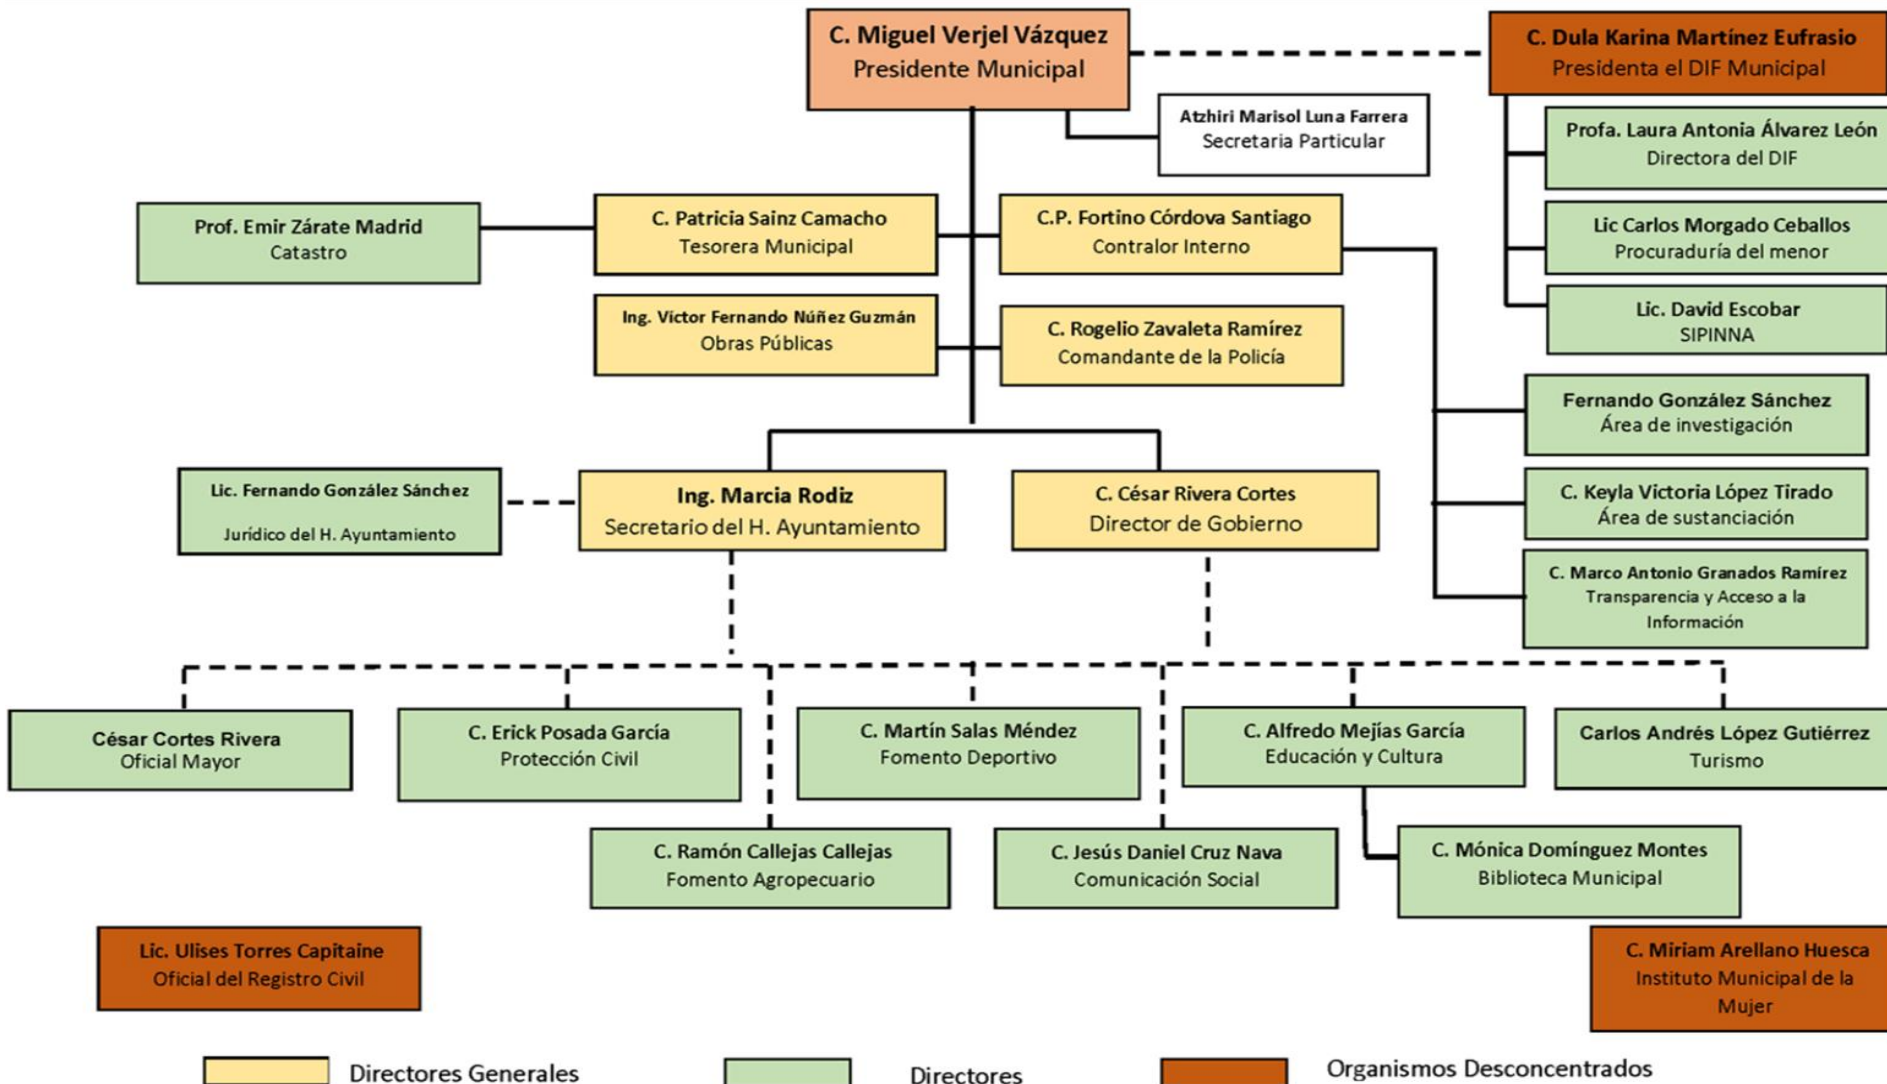 C. Miguel Verjel Vázquez
Presidente Municipal
C. Dula Karina Martínez Eufrasio
Presidenta el DIF Municipal
Atzhiri Marisol Luna Farrera
Secretaria Particular
Profa. Laura Antonia Álvarez León
Directora del DIF
Prof. Emir Zárate Madrid
Catastro
C. Patricia Sainz Camacho
Tesorera Municipal
C.P. Fortino Córdova Santiago
Contralor Interno
Lic Carlos Morgado Ceballos
Procuraduría del menor
Ing. Víctor Fernando Núñez Guzmán
Obras Públicas
C. Rogelio Zavaleta Ramírez
Comandante de la Policía
Lic. David Escobar
SIPINNA
Fernando González Sánchez
Área de investigación
Lic. Fernando González Sánchez
Jurídico del H. Ayuntamiento
Ing. Marcia Rodiz
Secretario del H. Ayuntamiento
C. César Rivera Cortes
Director de Gobierno
C. Keyla Victoria López Tirado
Área de sustanciación
C. Marco Antonio Granados Ramírez
Transparencia y Acceso a la
Información
César Cortes Rivera
Oficial Mayor
C. Erick Posada García
Protección Civil
C. Martín Salas Méndez
Fomento Deportivo
C. Alfredo Mejías García
Educación y Cultura
Carlos Andrés López Gutiérrez
Turismo
C. Ramón Callejas Callejas
Fomento Agropecuario
C. Jesús Daniel Cruz Nava
Comunicación Social
C. Mónica Domínguez Montes
Biblioteca Municipal
Lic. Ulises Torres Capitaine
Oficial del Registro Civil
C. Miriam Arellano Huesca
Instituto Municipal de la
Mujer
Directores Generales
Directores
Organismos Desconcentrados